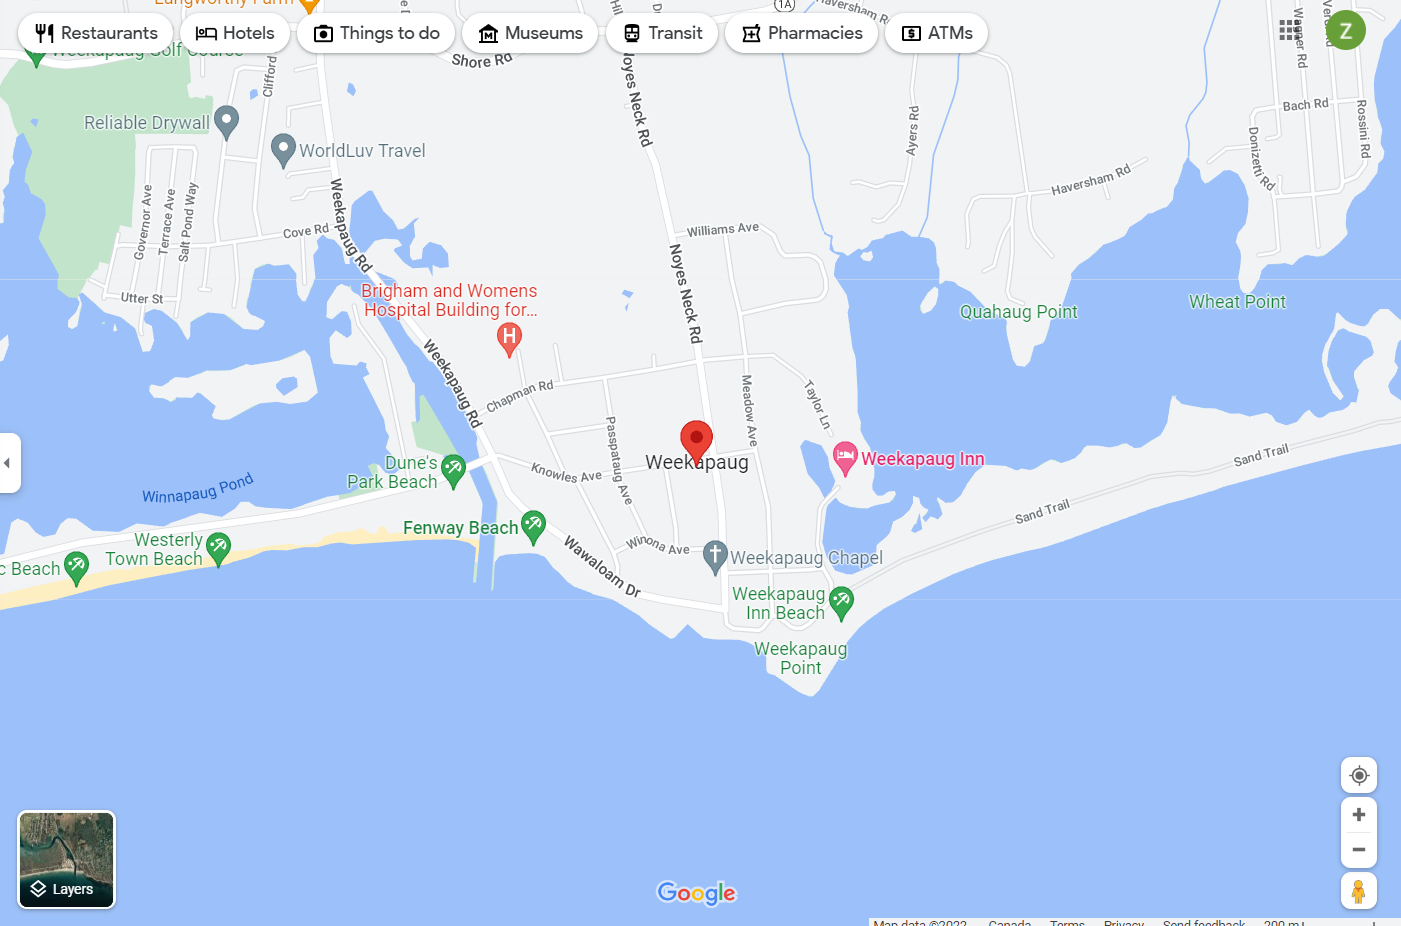 Langworthy Farm
1A
Haversham Rd
Restaurants
Hotels
Things to do
Museums
Transit
Pharmacies
ATMs
Z
Weekapaug Golf Course
Shore Rd
Clifford
Noyes Neck Rd
Wagner Rd
Bach Rd
Rossini Rd
Donizetti Rd
Ayers Rd
Reliable Drywall
WorldLuv Travel
Haversham Rd
Governor Ave
Terrace Ave
Salt Pond Way
Weekapaug Rd
Cove Rd
Williams Ave
Utter St
Brigham and Womens
Hospital Building for...
H
Noyes Neck Rd
Quahaug Point
Wheat Point
Weekapaug Rd
Chapman Rd
Meadow Ave
Taylor Ln
Passpataug Ave
Weekapaug
Weekapaug Inn
Sand Trail
Dune's
Park Beach
Knowles Ave
Winnapaug Pond
Sand Trail
Fenway Beach
Westerly
Town Beach
c Beach
Wawaloam Dr
Winona Ave
Weekapaug Chapel
Weekapaug
Inn Beach
Weekapaug
Point
Layers
Google
Map data ©2022
Canada
Terms
Privacy
Send feedback
200 m